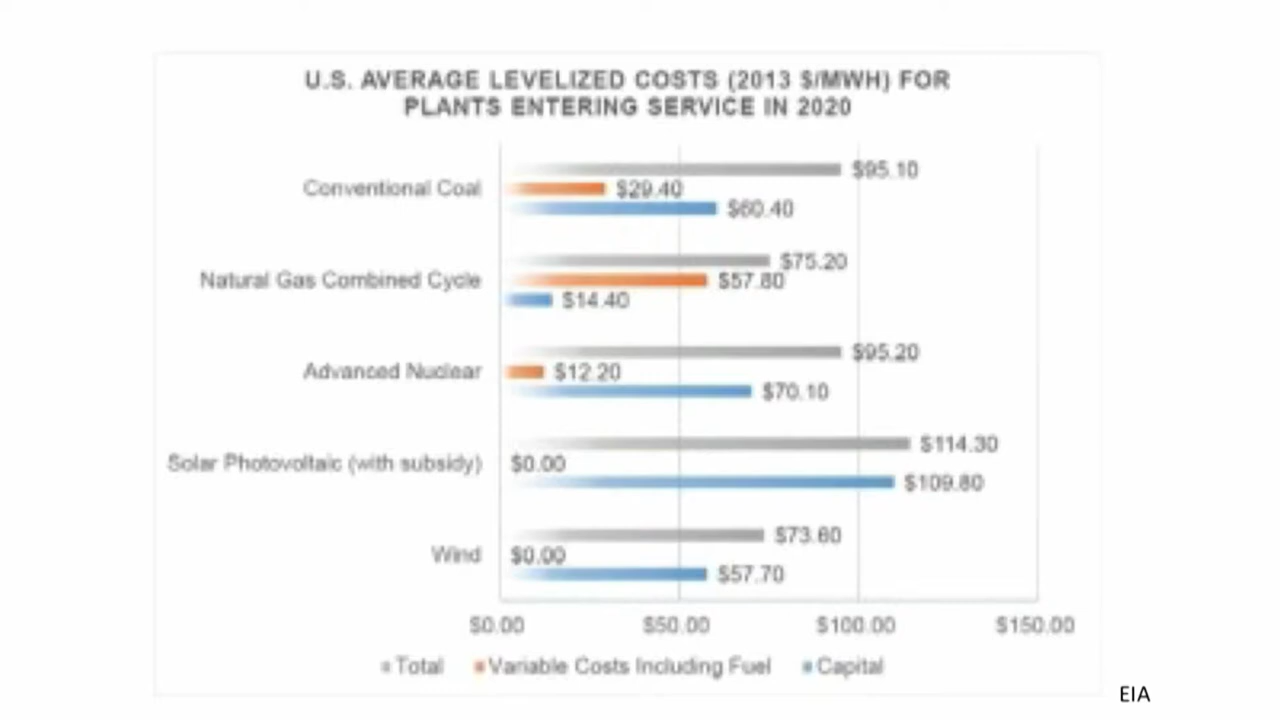 U.S. AVERAGE LEVELIZED COSTS (2013 $/MWH) FOR
PLANTS ENTERING SERVICE IN 2020
$95.10
Conventional Coal
$29.40
$60.40
$75.20
Natural Gas Combined Cycle
$57.80
$14.40
$95.20
Advanced Nuclear
$12.20
$70.10
$114.30
Solar Photovoltaic (with subsidy)
$0.00
$109.80
$73.60
Wind
$0.00
$57.70
$0.00 $50.00 $100.00 $150.00
Total Variable Costs Including Fuel Capital
EIA